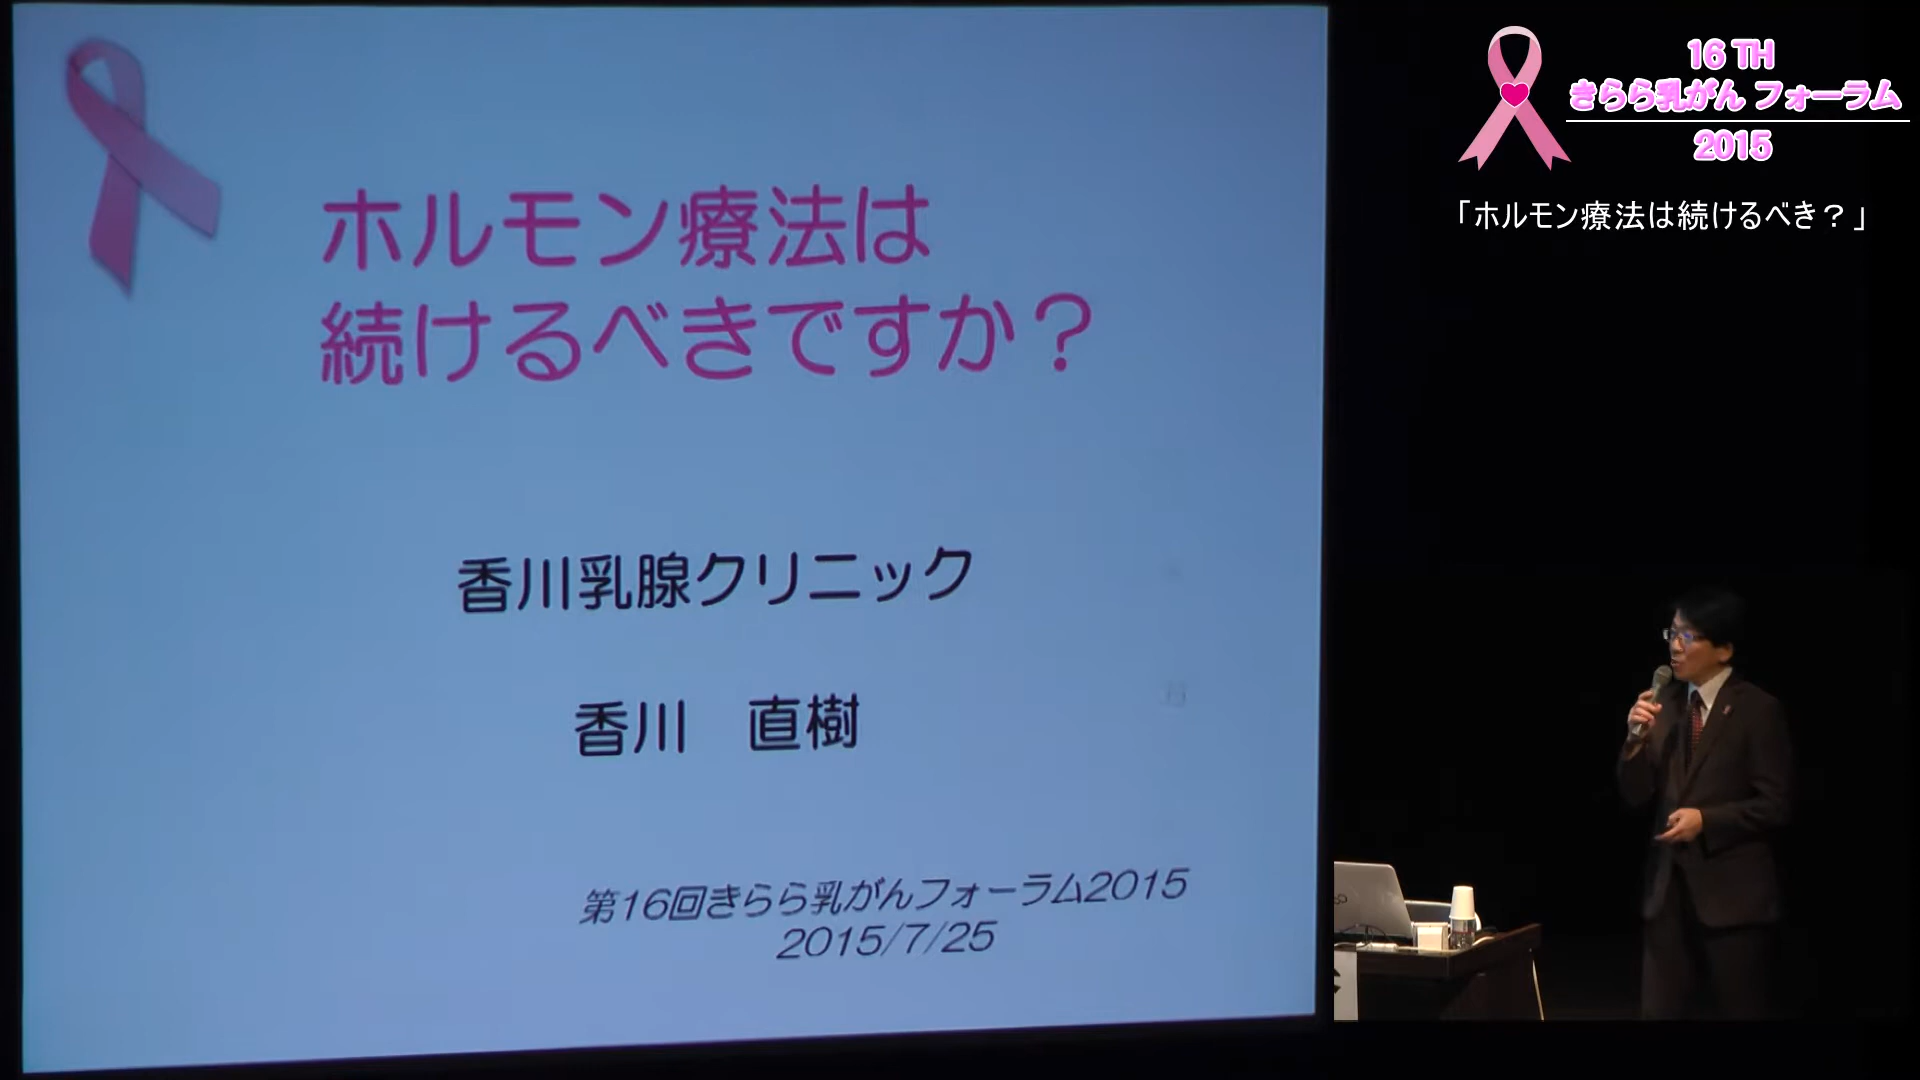 ホルモン療法は
続けるべきですか？
香川乳腺クリニック
香川　直樹
第16回きらら乳がんフォーラム2015
2015/7/25
16 TH
きらら乳がん フォーラム
2015
「ホルモン療法は続けるべき？」